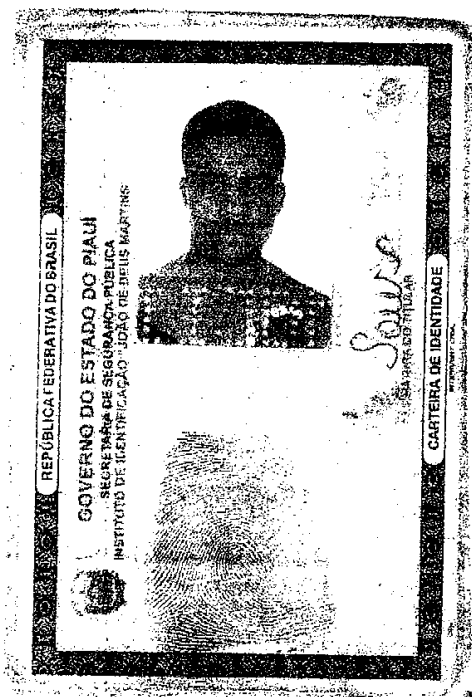 REPÚBLICA FEDERATIVA DO BRASIL
GOVERNO DO ESTADO DO PIAUÍ
SECRETARIA DE SEGURANÇA PÚBLICA
INSTITUTO DE IDENTIFICAÇÃO "JOÃO DE DEUS MARTINS"
ASSINATURA DO TITULAR
CARTEIRA DE IDENTIDADE